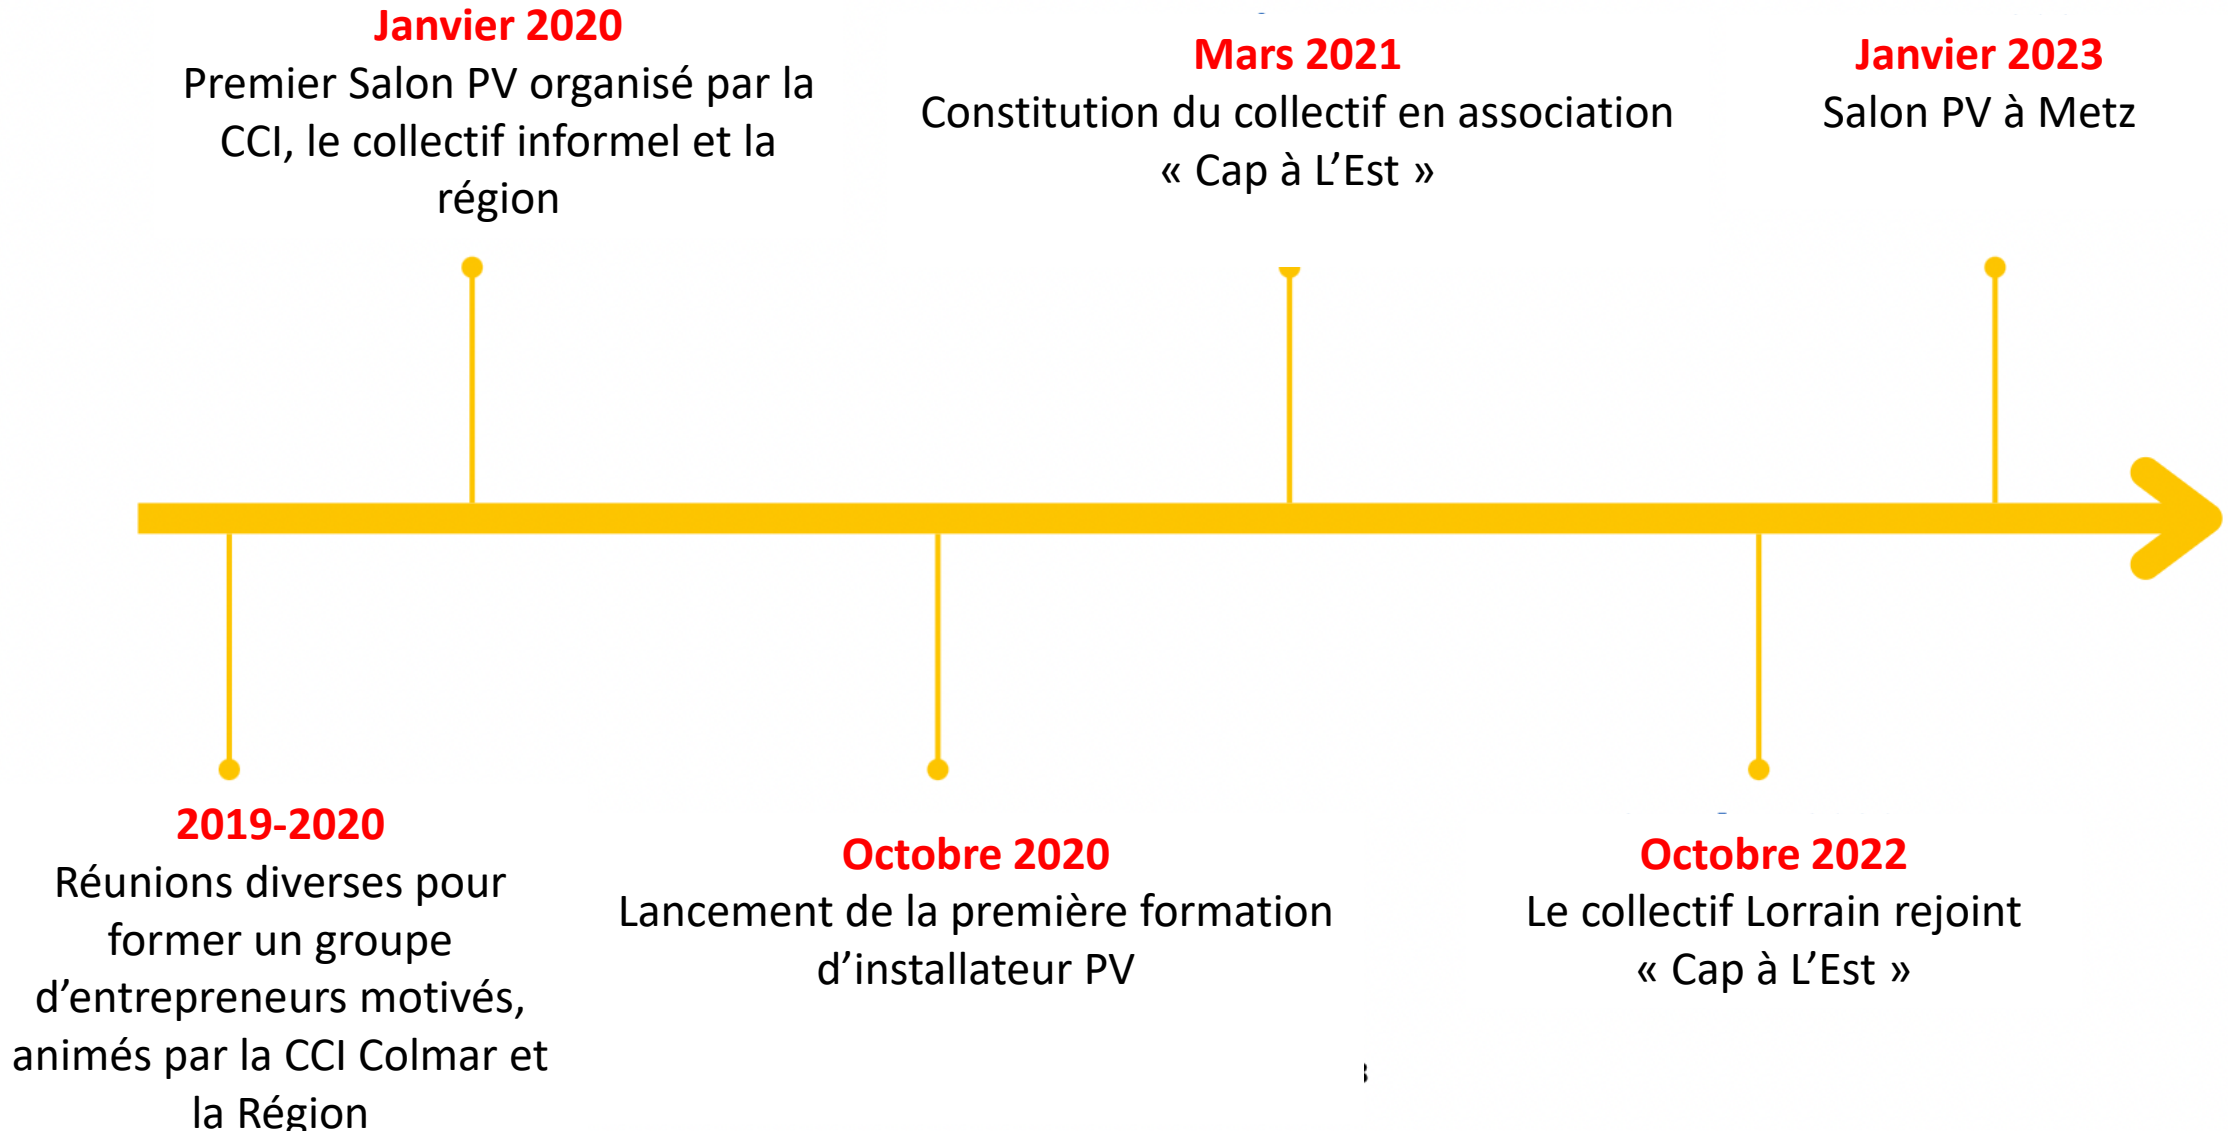 Janvier 2020
Premier Salon PV organisé par la
CCI, le collectif informel et la
région
Mars 2021
Constitution du collectif en association
« Cap à L’Est »
Janvier 2023
Salon PV à Metz
2019-2020
Réunions diverses pour
former un groupe
d’entrepreneurs motivés,
animés par la CCI Colmar et
la Région
Octobre 2020
Lancement de la première formation
d’installateur PV
Octobre 2022
Le collectif Lorrain rejoint
« Cap à L’Est »